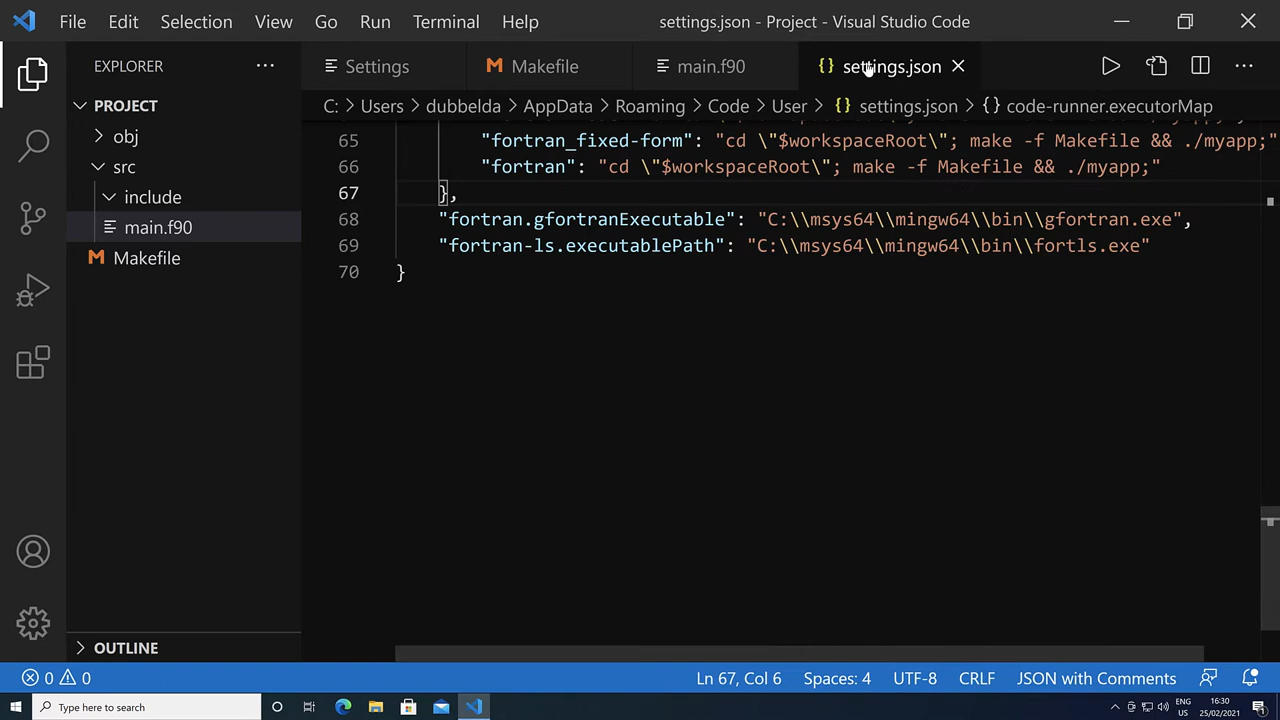 File Edit Selection View Go Run Terminal Help settings.json - Project - Visual Studio Code
EXPLORER
Settings Makefile main.f90 settings.json
C: > Users > dubbelda > AppData > Roaming > Code > User > {} settings.json > {} code-runner.executorMap
PROJECT
obj
src
include
main.f90
Makefile
65 "fortran_fixed-form": "cd \"$workspaceRoot\"; make -f Makefile && ./myapp;"
66 "fortran": "cd \"$workspaceRoot\"; make -f Makefile && ./myapp;"
67 },
68 "fortran.gfortranExecutable": "C:\\msys64\\mingw64\\bin\\gfortran.exe",
69 "fortran-ls.executablePath": "C:\\msys64\\mingw64\\bin\\fortls.exe"
70 }
OUTLINE
0 0 Ln 67, Col 6 Spaces: 4 UTF-8 CRLF JSON with Comments
Type here to search
ENG 16:30
US 25/02/2021
1